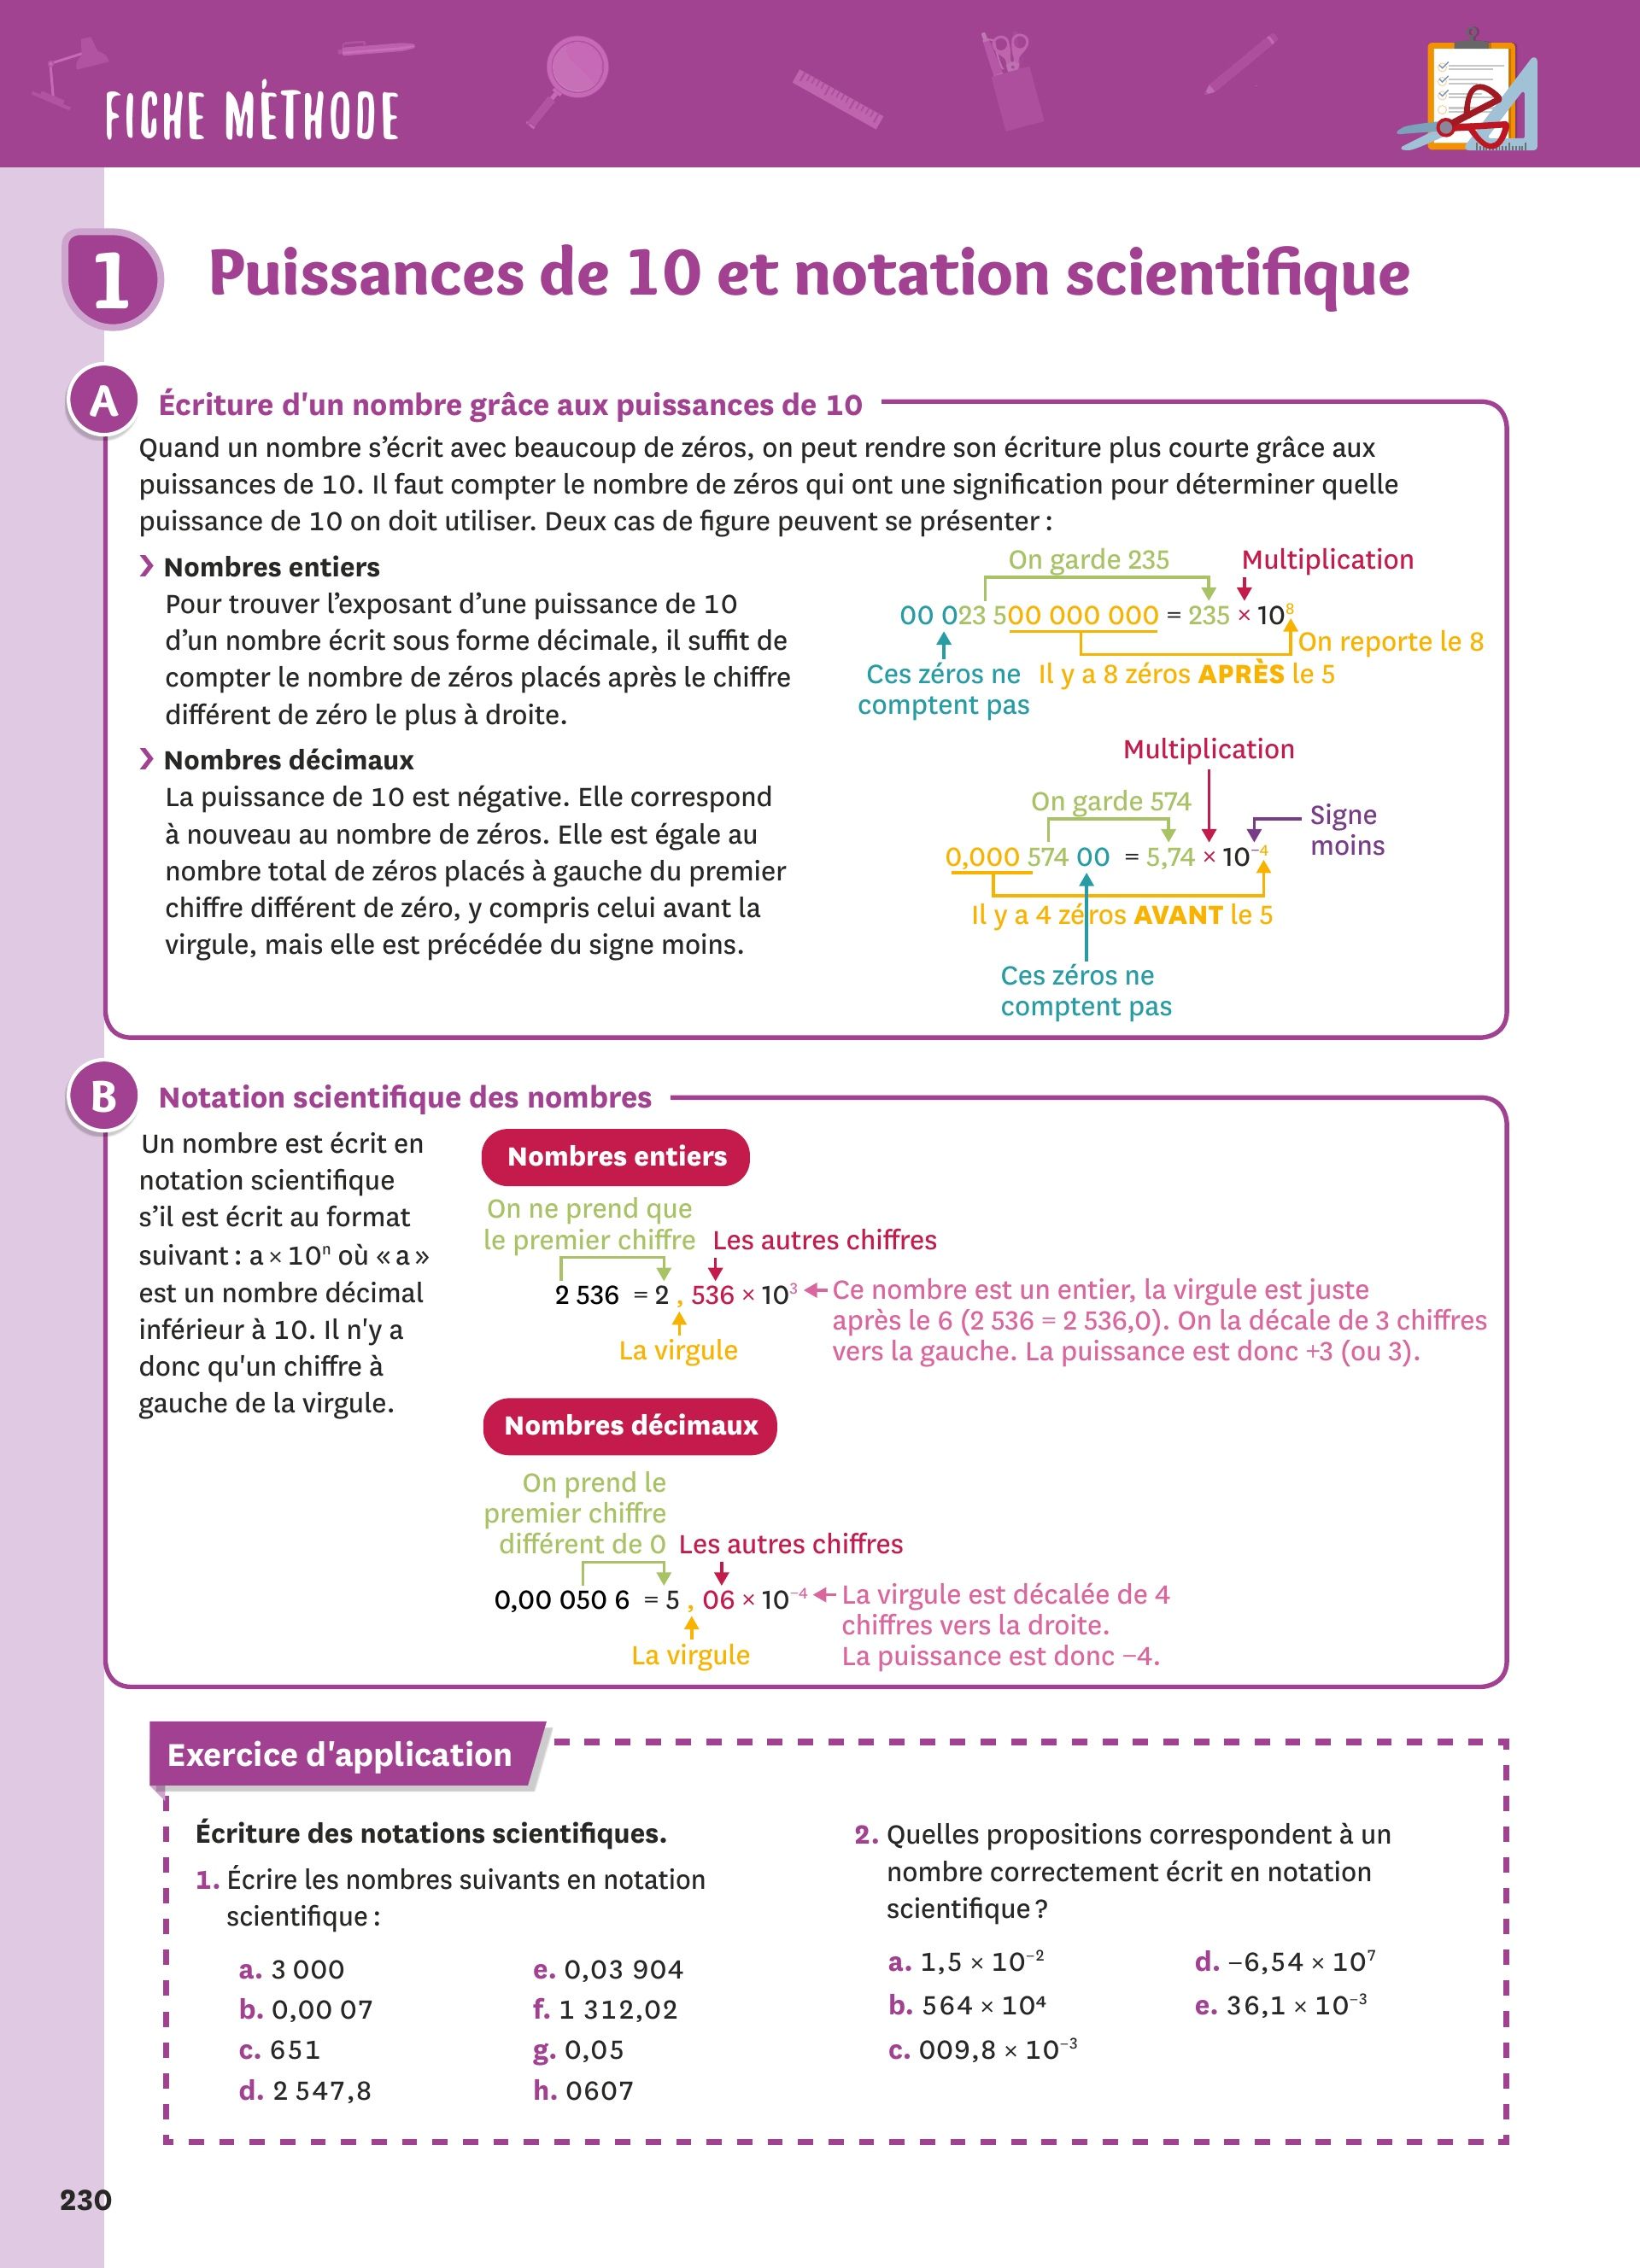 FICHE MÉTHODE
1
Puissances de 10 et notation scientifique
A
Écriture d'un nombre grâce aux puissances de 10
Quand un nombre s’écrit avec beaucoup de zéros, on peut rendre son écriture plus courte grâce aux
puissances de 10. Il faut compter le nombre de zéros qui ont une signification pour déterminer quelle
puissance de 10 on doit utiliser. Deux cas de figure peuvent se présenter :
❯ Nombres entiers
Pour trouver l’exposant d’une puissance de 10
d’un nombre écrit sous forme décimale, il suffit de
compter le nombre de zéros placés après le chiffre
différent de zéro le plus à droite.
On garde 235 Multiplication
00 023 500 000 000 = 235 × 10⁸
On reporte le 8
Ces zéros ne
comptent pas
Il y a 8 zéros APRÈS le 5
❯ Nombres décimaux
La puissance de 10 est négative. Elle correspond
à nouveau au nombre de zéros. Elle est égale au
nombre total de zéros placés à gauche du premier
chiffre différent de zéro, y compris celui avant la
virgule, mais elle est précédée du signe moins.
Multiplication
On garde 574
Signe
moins
0,000 574 00 = 5,74 × 10⁻⁴
Il y a 4 zéros AVANT le 5
Ces zéros ne
comptent pas
B
Notation scientifique des nombres
Un nombre est écrit en
notation scientifique
s’il est écrit au format
suivant : a × 10ⁿ où « a »
est un nombre décimal
inférieur à 10. Il n'y a
donc qu'un chiffre à
gauche de la virgule.
Nombres entiers
On ne prend que
le premier chiffre
Les autres chiffres
2 536 = 2 , 536 × 10³
La virgule
Ce nombre est un entier, la virgule est juste
après le 6 (2 536 = 2 536,0). On la décale de 3 chiffres
vers la gauche. La puissance est donc +3 (ou 3).
Nombres décimaux
On prend le
premier chiffre
différent de 0
Les autres chiffres
0,00 050 6 = 5 , 06 × 10⁻⁴
La virgule
La virgule est décalée de 4
chiffres vers la droite.
La puissance est donc −4.
Exercice d'application
Écriture des notations scientifiques.
1. Écrire les nombres suivants en notation
scientifique :
a. 3 000
b. 0,00 07
c. 651
d. 2 547,8
e. 0,03 904
f. 1 312,02
g. 0,05
h. 0607
2. Quelles propositions correspondent à un
nombre correctement écrit en notation
scientifique ?
a. 1,5 × 10⁻²
b. 564 × 10⁴
c. 009,8 × 10⁻³
d. −6,54 × 10⁷
e. 36,1 × 10⁻³
230